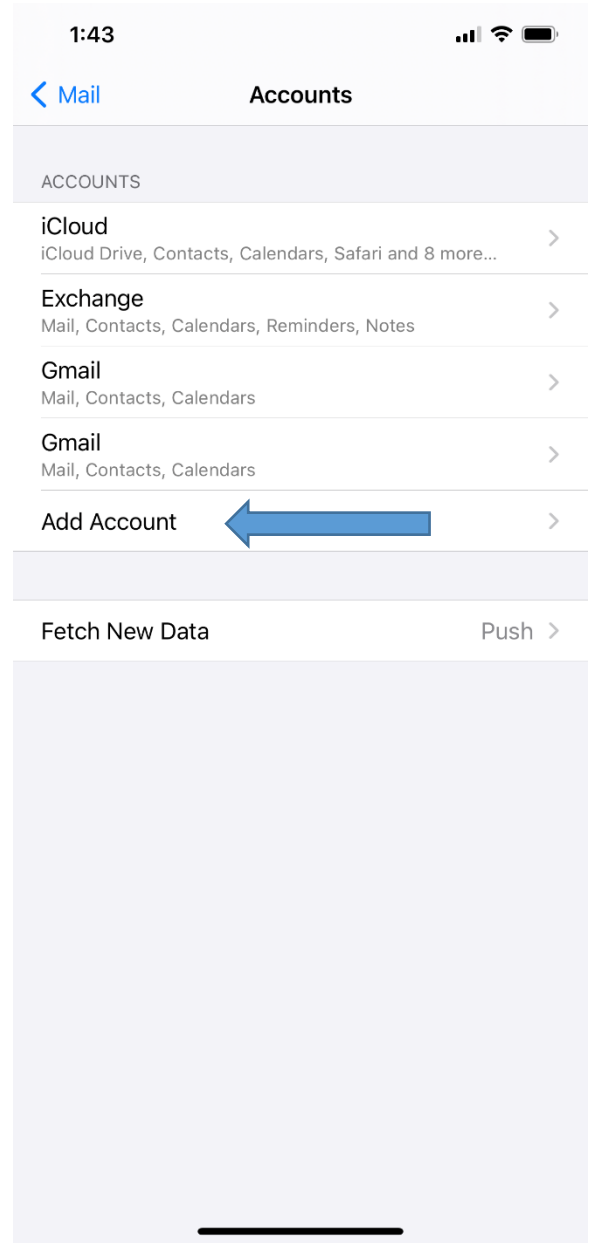 1:43
Mail
Accounts
ACCOUNTS
iCloud
iCloud Drive, Contacts, Calendars, Safari and 8 more...
Exchange
Mail, Contacts, Calendars, Reminders, Notes
Gmail
Mail, Contacts, Calendars
Gmail
Mail, Contacts, Calendars
Add Account
Fetch New Data Push